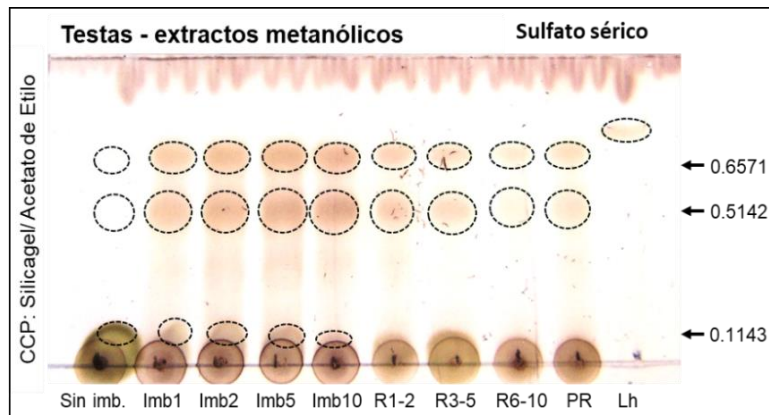 Testas - extractos metanólicos
Sulfato sérico
CCP: Silicagel/ Acetato de Etilo
0.6571
0.5142
0.1143
Sin imb. Imb1 Imb2 Imb5 Imb10 R1-2 R3-5 R6-10 PR Lh